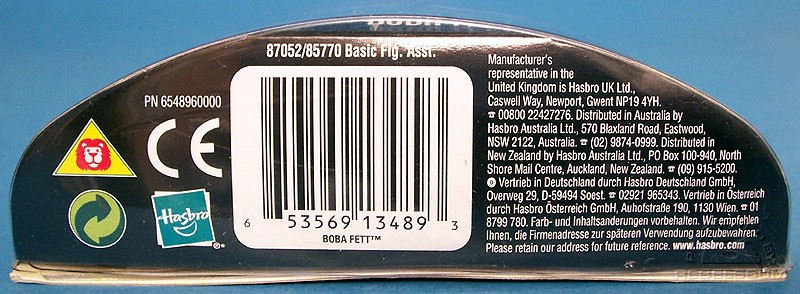 BOBA FETT
87052/85770 Basic Fig. Asst.
PN 6548960000
CE
Hasbro
®*
6 53569 13489 3
BOBA FETT™
Manufacturer's
representative in the
United Kingdom is Hasbro UK Ltd.,
Caswell Way, Newport, Gwent NP19 4YH.
☎ 00800 22427276. Distributed in Australia by
Hasbro Australia Ltd., 570 Blaxland Road, Eastwood,
NSW 2122, Australia. ☎ (02) 9874-0999. Distributed in
New Zealand by Hasbro Australia Ltd., PO Box 100-940, North
Shore Mail Centre, Auckland, New Zealand. ☎ (09) 915-5200.
Vertrieb in Deutschland durch Hasbro Deutschland GmbH,
Overweg 29, D-59494 Soest. ☎ 02921 965343. Vertrieb in Österreich
durch Hasbro Österreich GmbH, Auhofstraße 190, 1130 Wien. ☎ 01
8799 780. Farb- und Inhaltsanderungen vorbehalten. Wir empfehlen
Ihnen, die Firmenadresse zur späteren Verwendung aufzubewahren.
Please retain our address for future reference. www.hasbro.com